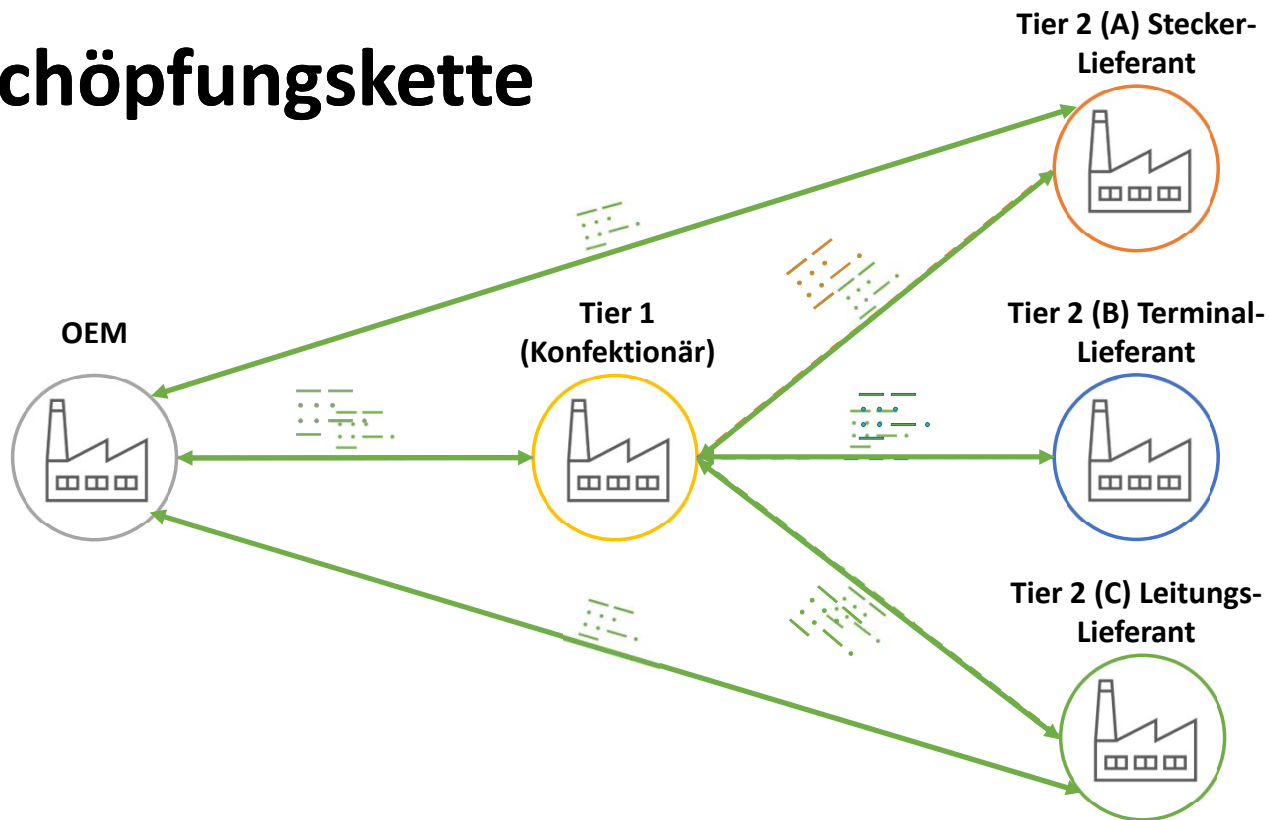 chöpfungskette
Tier 2 (A) Stecker-
Lieferant
OEM
Tier 1
(Konfektionär)
Tier 2 (B) Terminal-
Lieferant
Tier 2 (C) Leitungs-
Lieferant